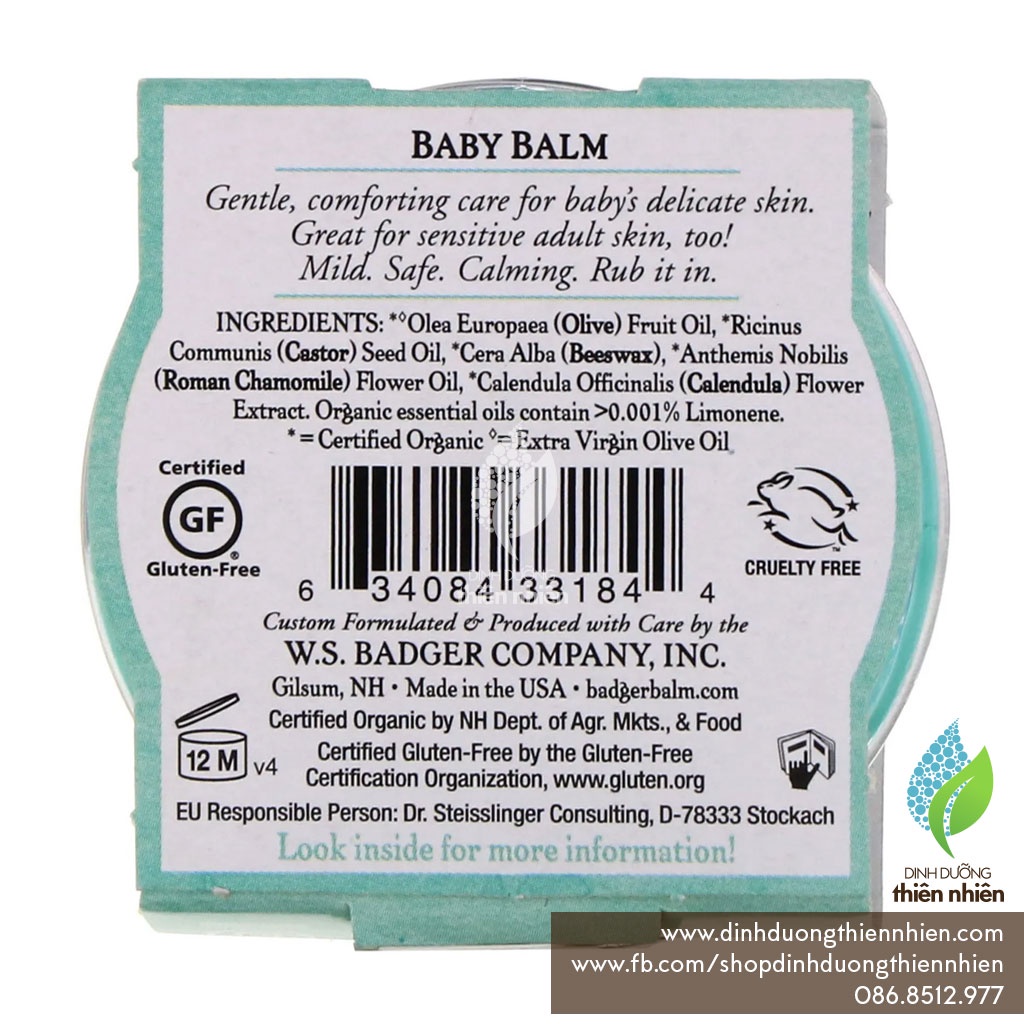 BABY BALM
Gentle, comforting care for baby's delicate skin.
Great for sensitive adult skin, too!
Mild. Safe. Calming. Rub it in.
INGREDIENTS: *◊Olea Europaea (Olive) Fruit Oil, *Ricinus
Communis (Castor) Seed Oil, *Cera Alba (Beeswax), *Anthemis Nobilis
(Roman Chamomile) Flower Oil, *Calendula Officinalis (Calendula) Flower
Extract. Organic essential oils contain >0.001% Limonene.
* = Certified Organic ◊= Extra Virgin Olive Oil
Certified
GF
®
Gluten-Free
CRUELTY FREE
™
6 34084 33184 4
DINH DƯỠNG
thiên nhiên
Custom Formulated & Produced with Care by the
W.S. BADGER COMPANY, INC.
Gilsum, NH • Made in the USA • badgerbalm.com
Certified Organic by NH Dept. of Agr. Mkts., & Food
12 M v4
Certified Gluten-Free by the Gluten-Free
Certification Organization, www.gluten.org
EU Responsible Person: Dr. Steisslinger Consulting, D-78333 Stockach
Look inside for more information!
DINH DƯỠNG
thiên nhiên
www.dinhduongthiennhien.com
www.fb.com/shopdinhduongthiennhien
086.8512.977